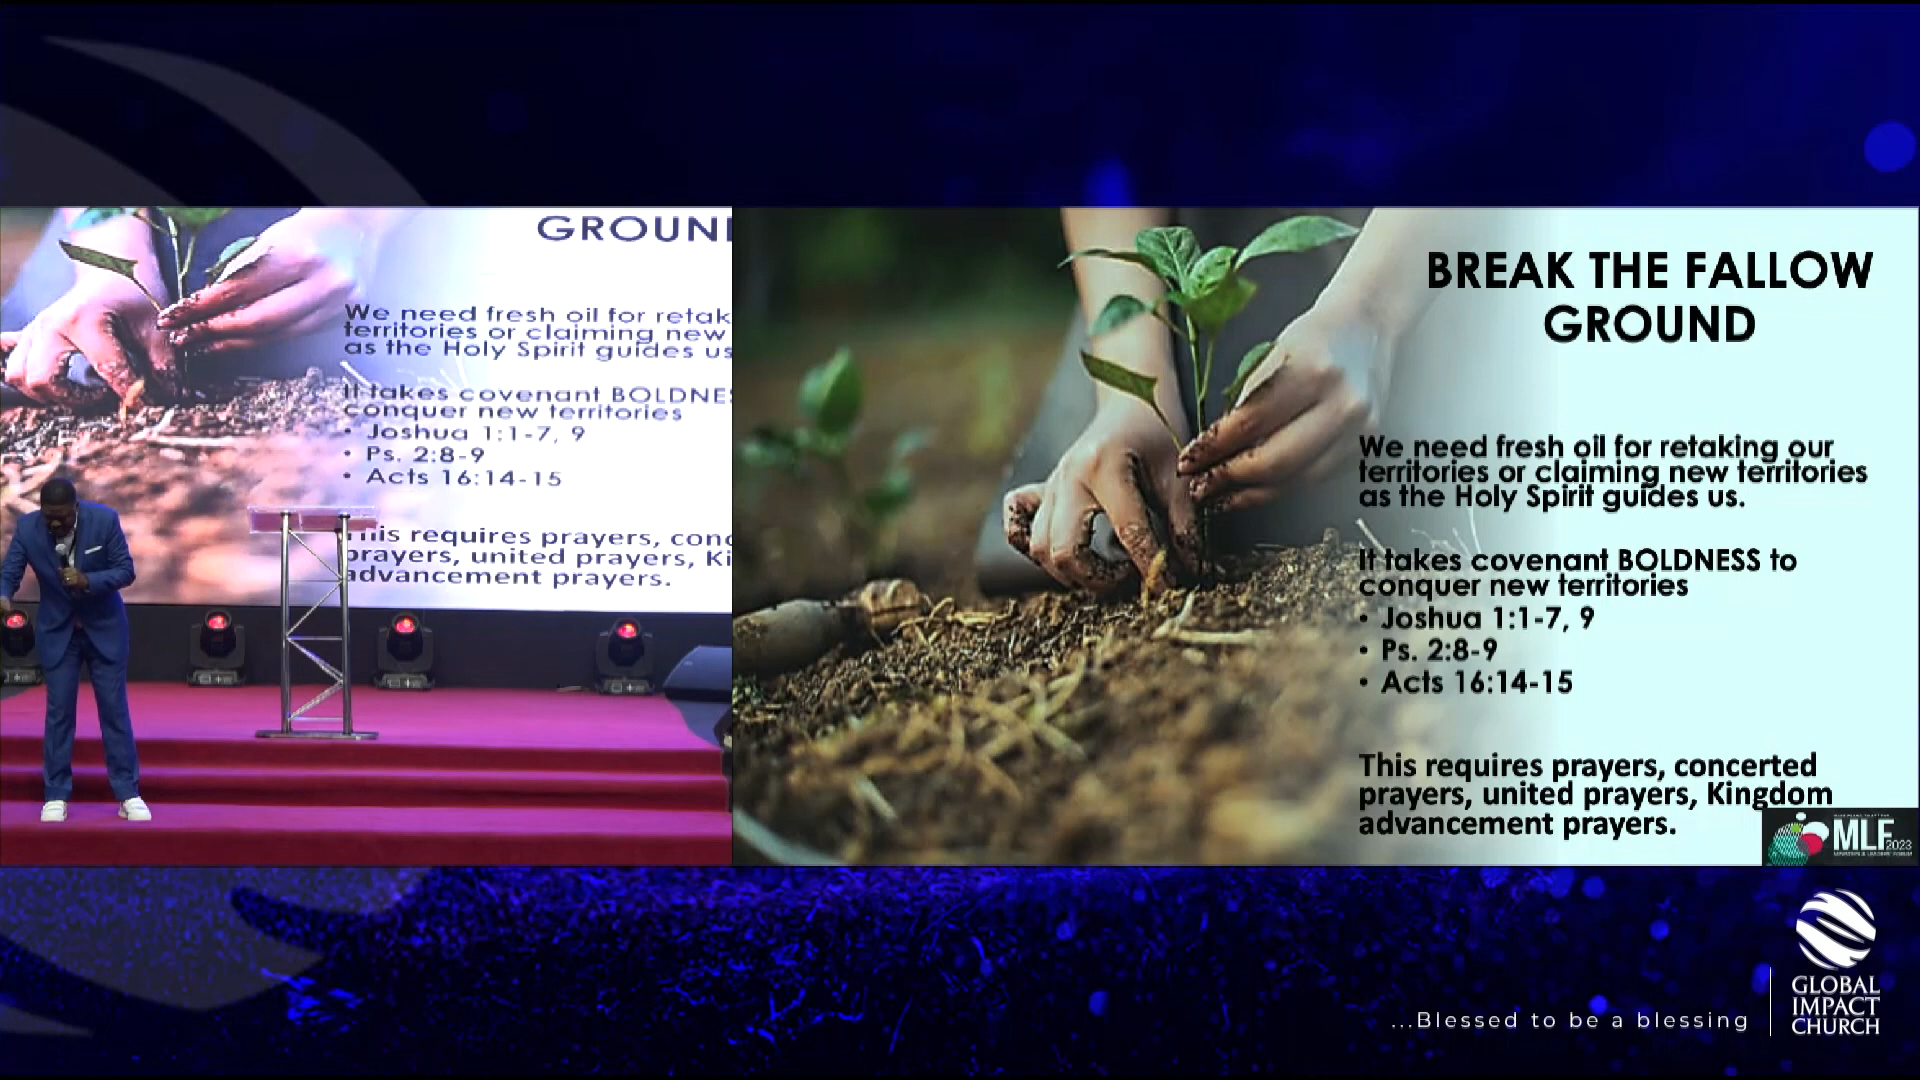 GROUN
We need fresh oil for retak
territories or claiming new
as the Holy Spirit guides us
It takes covenant BOLDNES
conquer new territories
• Joshua 1:1-7, 9
• Ps. 2:8-9
• Acts 16:14-15
This requires prayers, conc
prayers, united prayers, Ki
advancement prayers.
BREAK THE FALLOW
GROUND
We need fresh oil for retaking our
territories or claiming new territories
as the Holy Spirit guides us.
It takes covenant BOLDNESS to
conquer new territories
• Joshua 1:1-7, 9
• Ps. 2:8-9
• Acts 16:14-15
This requires prayers, concerted
prayers, united prayers, Kingdom
advancement prayers.
MLF 2023
...Blessed to be a blessing
GLOBAL
IMPACT
CHURCH